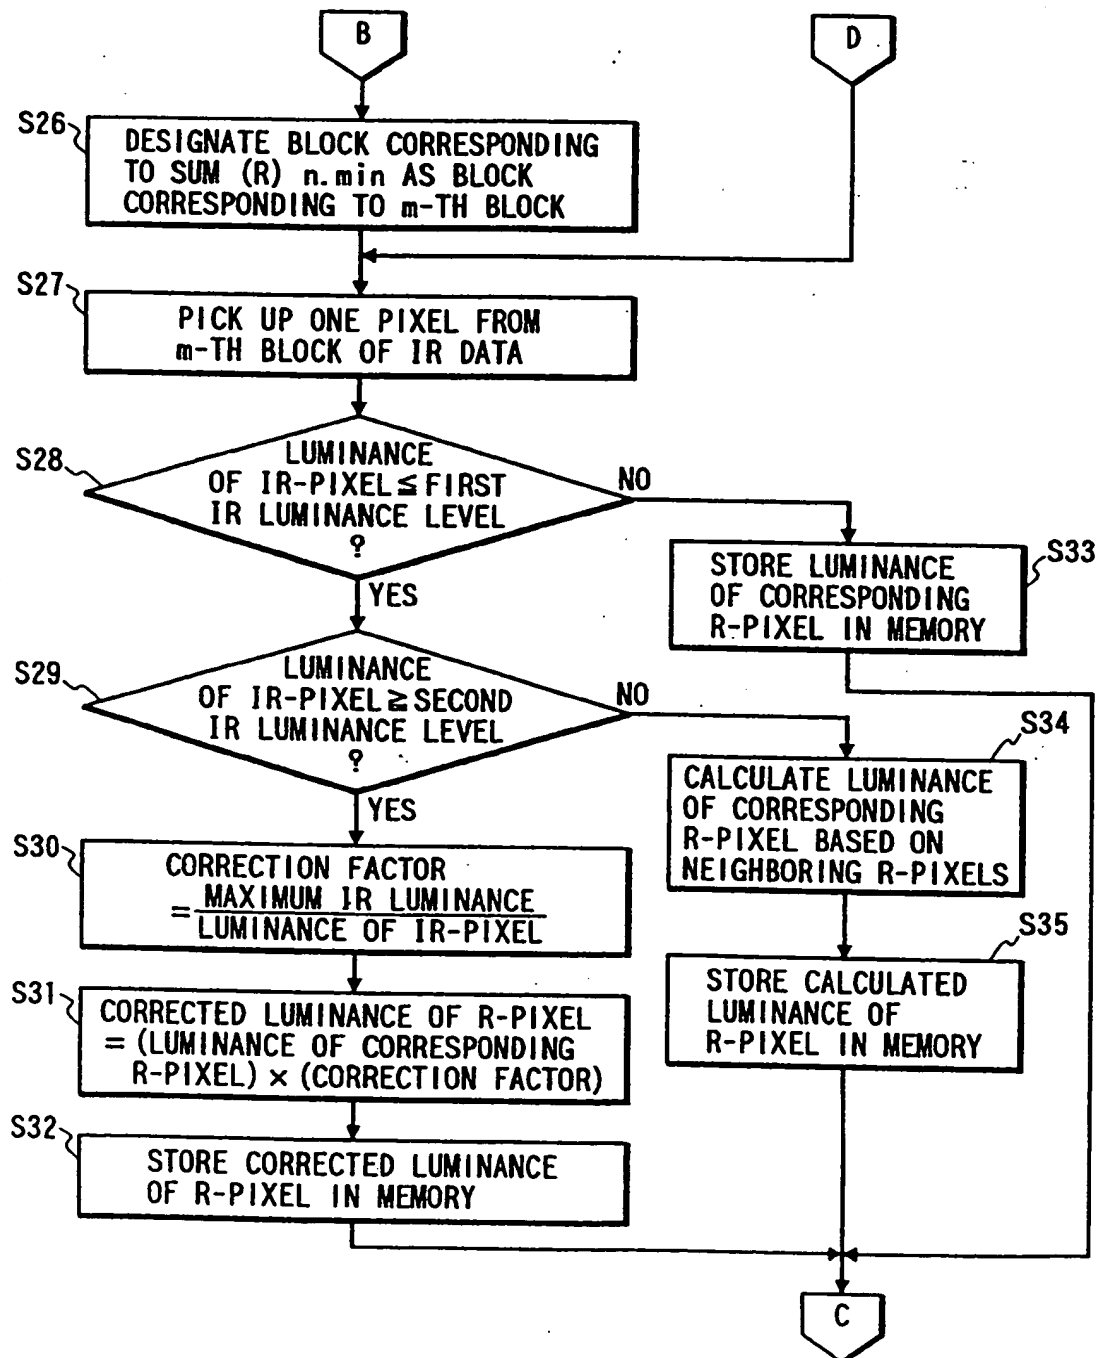 B
D
S26
DESIGNATE BLOCK CORRESPONDING
TO SUM (R) n.min AS BLOCK
CORRESPONDING TO m-TH BLOCK
S27
PICK UP ONE PIXEL FROM
m-TH BLOCK OF IR DATA
S28
LUMINANCE
OF IR-PIXEL ≦ FIRST
IR LUMINANCE LEVEL
?
NO
YES
S33
STORE LUMINANCE
OF CORRESPONDING
R-PIXEL IN MEMORY
S29
LUMINANCE
OF IR-PIXEL ≧ SECOND
IR LUMINANCE LEVEL
?
NO
YES
S34
CALCULATE LUMINANCE
OF CORRESPONDING
R-PIXEL BASED ON
NEIGHBORING R-PIXELS
S30
CORRECTION FACTOR
= MAXIMUM IR LUMINANCE
LUMINANCE OF IR-PIXEL
S35
STORE CALCULATED
LUMINANCE OF
R-PIXEL IN MEMORY
S31
CORRECTED LUMINANCE OF R-PIXEL
= (LUMINANCE OF CORRESPONDING
R-PIXEL) × (CORRECTION FACTOR)
S32
STORE CORRECTED LUMINANCE
OF R-PIXEL IN MEMORY
C